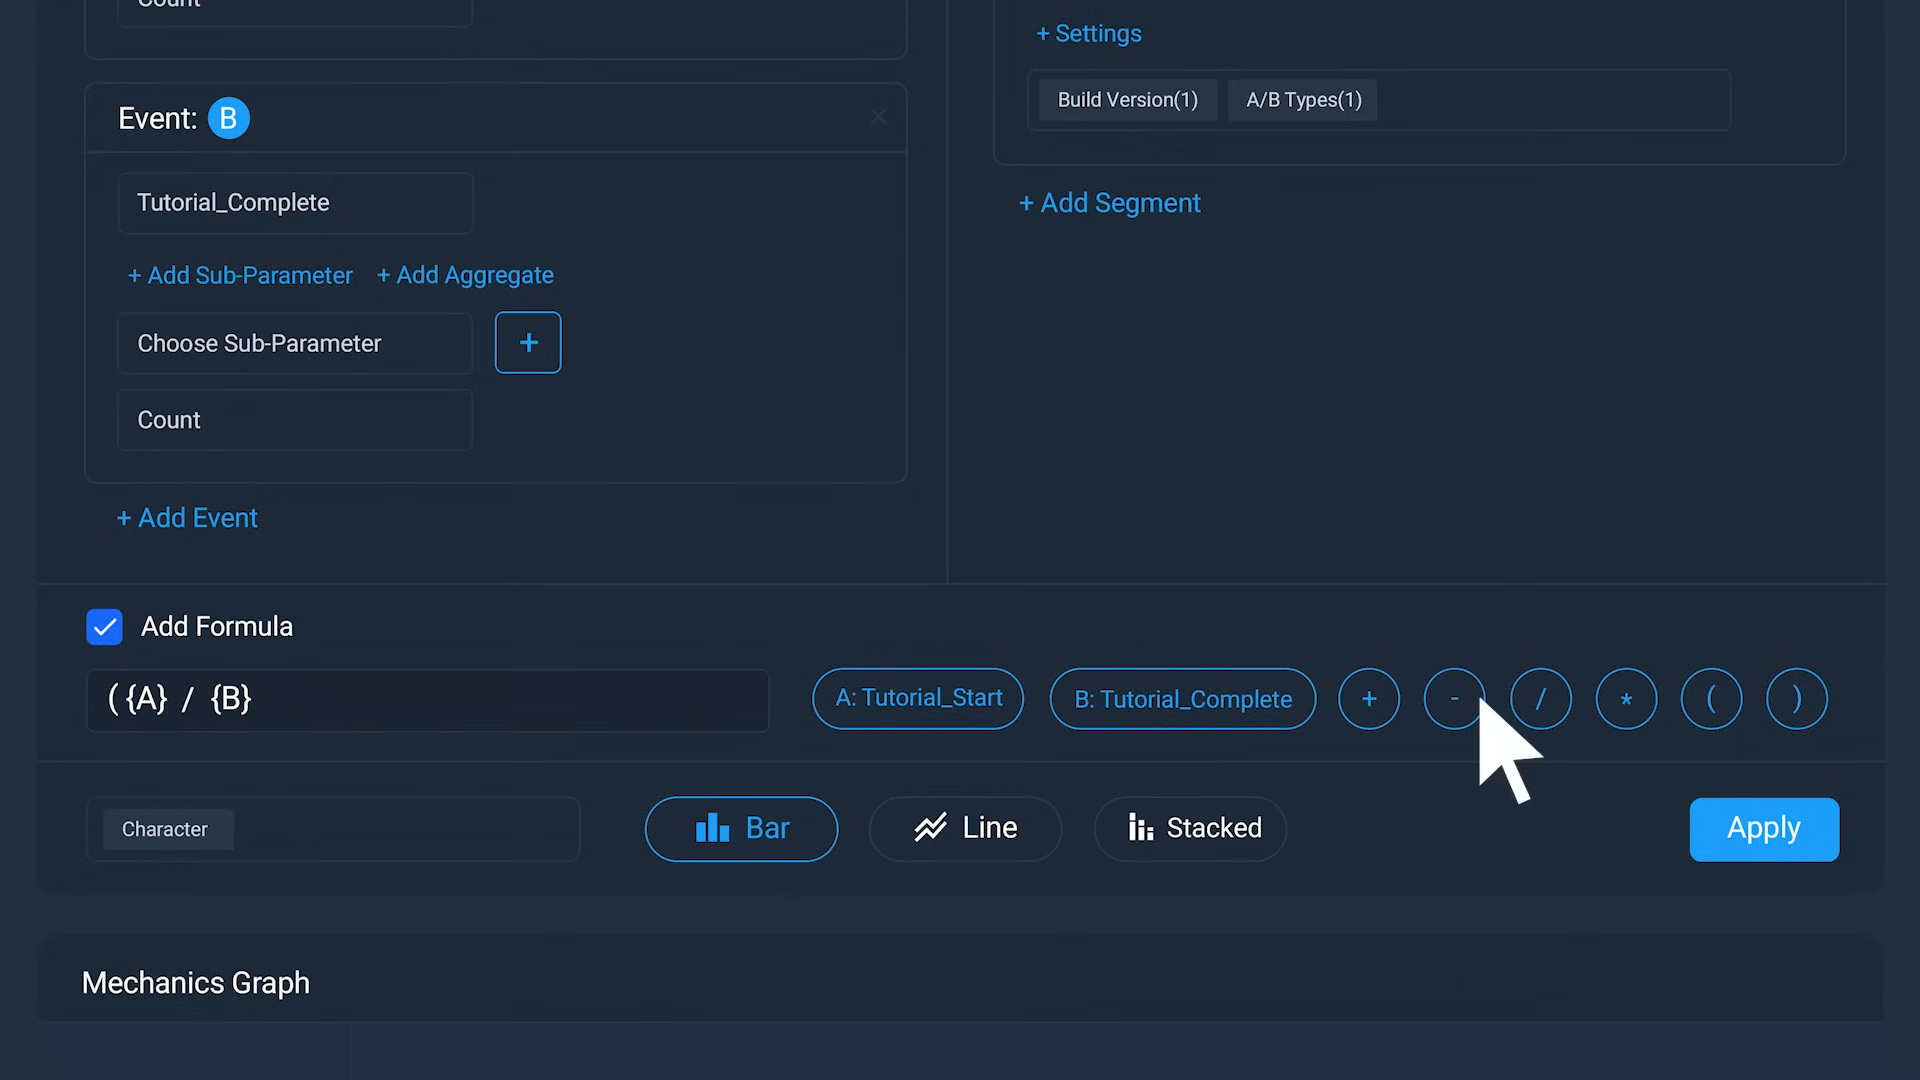 Count
Event: B
Tutorial_Complete
+ Add Sub-Parameter + Add Aggregate
Choose Sub-Parameter +
Count
+ Add Event
+ Settings
Build Version(1) A/B Types(1)
+ Add Segment
Add Formula
( {A} / {B} A: Tutorial_Start B: Tutorial_Complete + - / * ( )
Character Bar Line Stacked Apply
Mechanics Graph